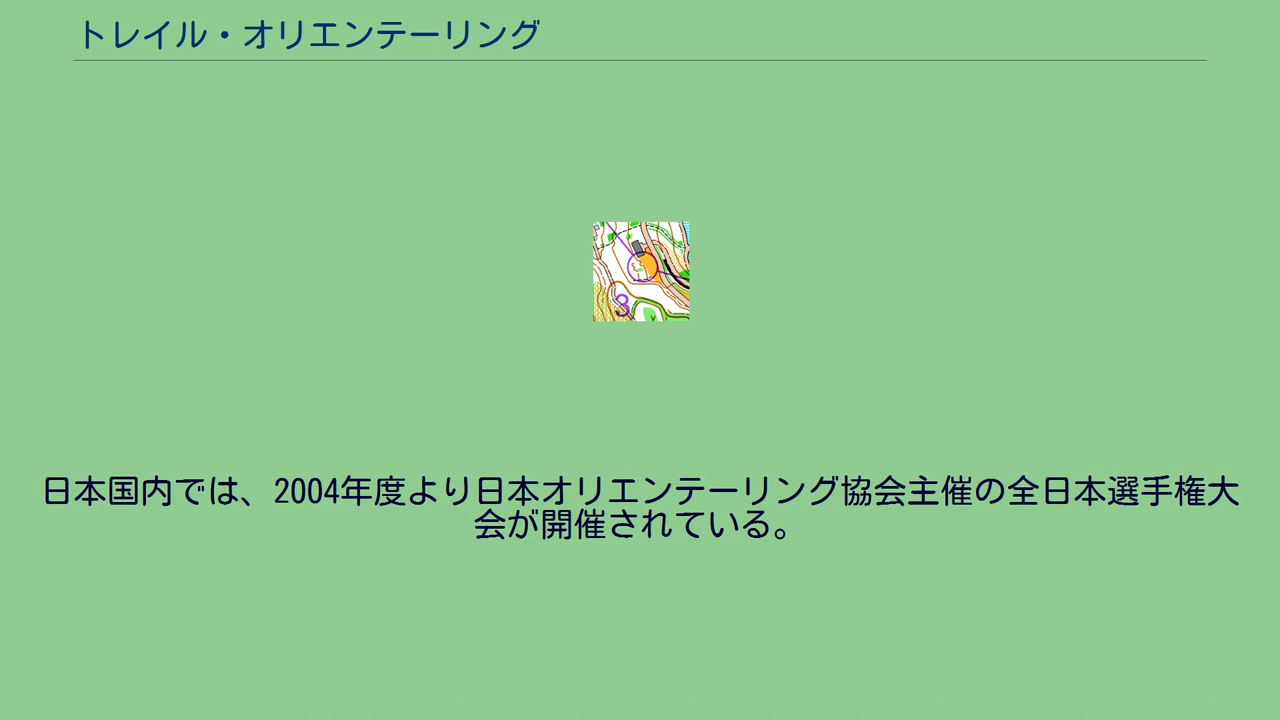 トレイル・オリエンテーリング
3
日本国内では、2004年度より日本オリエンテーリング協会主催の全日本選手権大
会が開催されている。